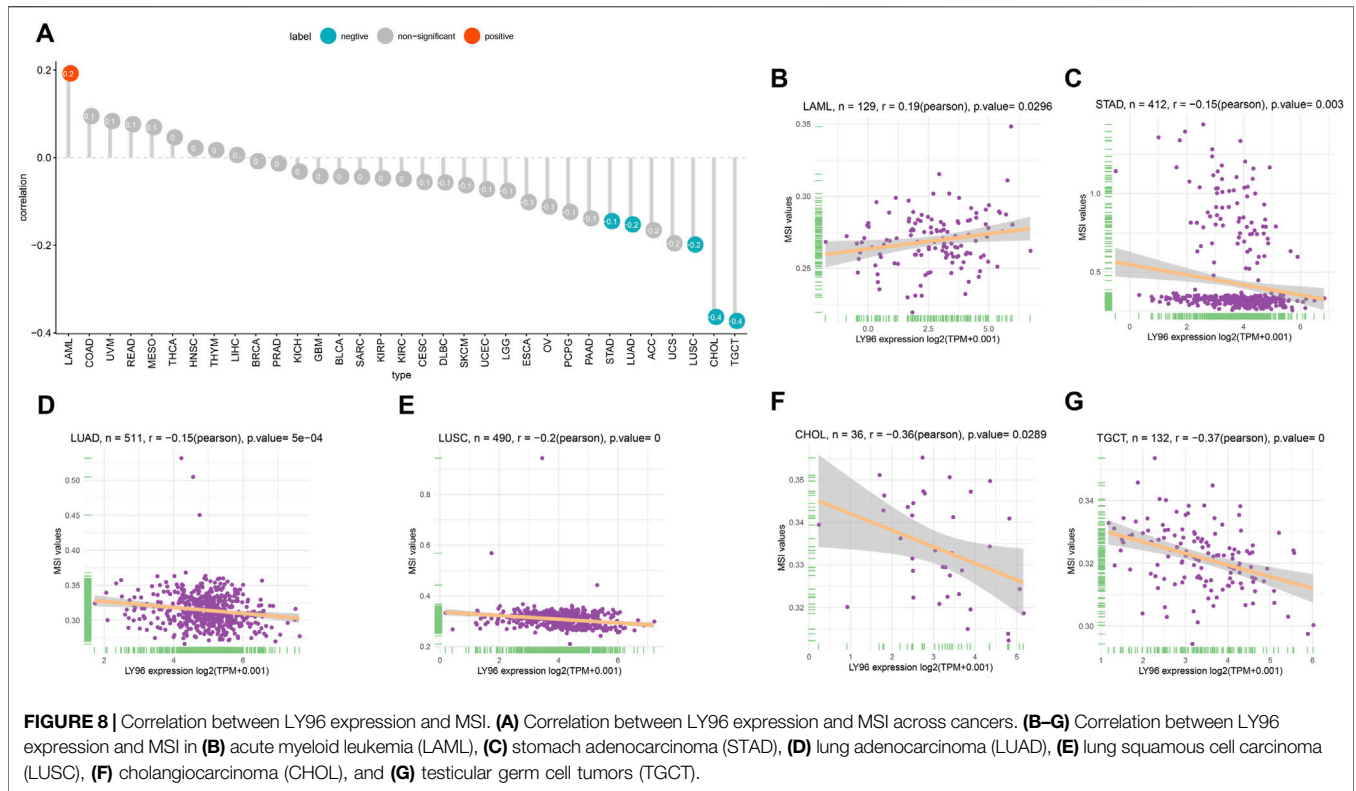 A
label negtive non-significant positive
0.2
0.0
-0.2
-0.4
correlation
0.2
0.1
0.1
0.1
0.1
0
0
0
0
0
0
0
0
0
0
0
0
-0.1
-0.1
-0.1
-0.1
-0.1
-0.1
-0.1
-0.1
-0.1
-0.1
-0.2
-0.2
-0.2
-0.2
-0.4
-0.4
LAML
COAD
UVM
READ
MESO
THCA
HNSC
THYM
LIHC
BRCA
PRAD
KICH
GBM
BLCA
SARC
KIRP
KIRC
CESC
DLBC
SKCM
UCEC
LGG
ESCA
OV
PCPG
PAAD
STAD
LUAD
ACC
UCS
LUSC
CHOL
TGCT
type
B
LAML, n = 129, r = 0.19(pearson), p.value= 0.0296
0.35
0.30
0.25
MSI values
0.0 2.5 5.0
LY96 expression log2(TPM+0.001)
C
STAD, n = 412, r = −0.15(pearson), p.value= 0.003
1.0
0.5
MSI values
0 2 4 6
LY96 expression log2(TPM+0.001)
D
LUAD, n = 511, r = −0.15(pearson), p.value= 5e−04
0.50
0.45
0.40
0.35
0.30
MSI values
2 4 6
LY96 expression log2(TPM+0.001)
E
LUSC, n = 490, r = −0.2(pearson), p.value= 0
0.8
0.6
0.4
0.2
MSI values
0 2 4 6
LY96 expression log2(TPM+0.001)
F
CHOL, n = 36, r = −0.36(pearson), p.value= 0.0289
0.35
0.34
0.33
0.32
MSI values
0 1 2 3 4 5
LY96 expression log2(TPM+0.001)
G
TGCT, n = 132, r = −0.37(pearson), p.value= 0
0.34
0.33
0.32
0.31
0.30
MSI values
1 2 3 4 5 6
LY96 expression log2(TPM+0.001)
FIGURE 8 | Correlation between LY96 expression and MSI. (A) Correlation between LY96 expression and MSI across cancers. (B–G) Correlation between LY96
expression and MSI in (B) acute myeloid leukemia (LAML), (C) stomach adenocarcinoma (STAD), (D) lung adenocarcinoma (LUAD), (E) lung squamous cell carcinoma
(LUSC), (F) cholangiocarcinoma (CHOL), and (G) testicular germ cell tumors (TGCT).